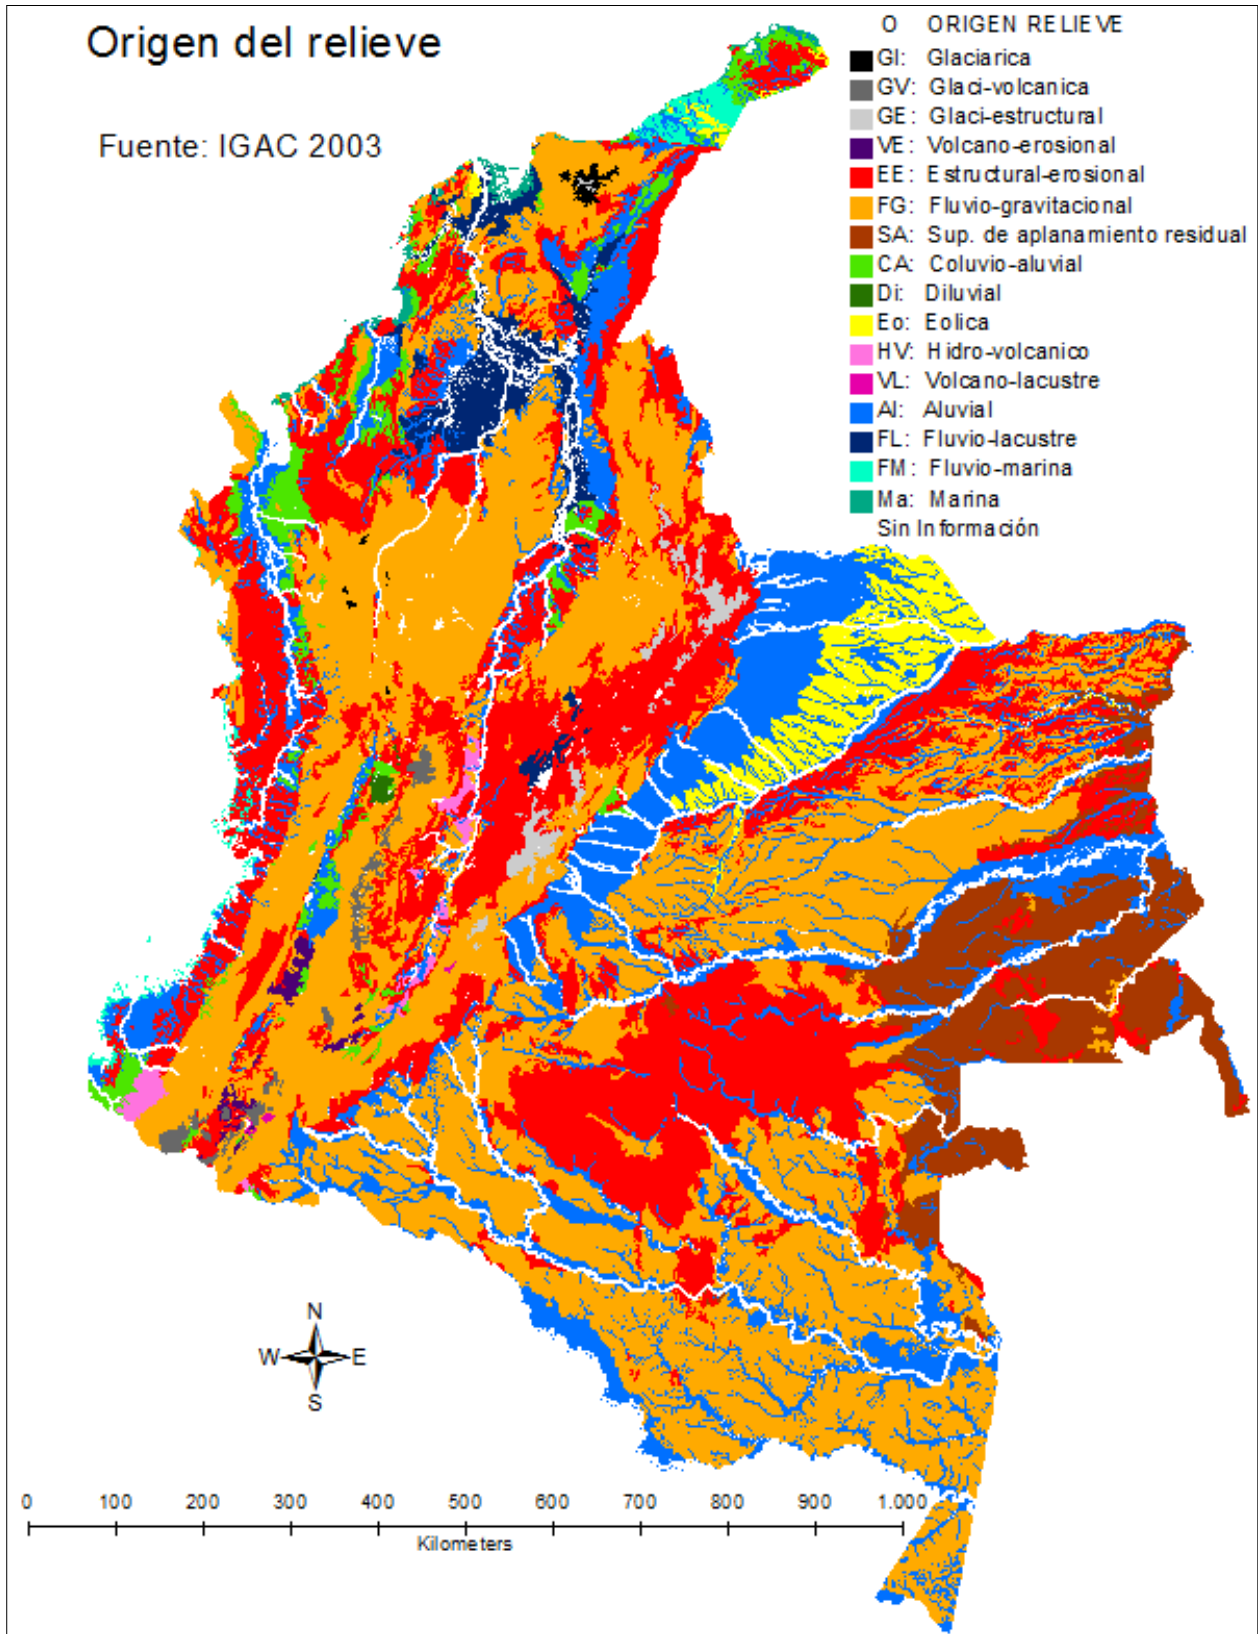 Origen del relieve
Fuente: IGAC 2003
O ORIGEN RELIEVE
Gl: Glaciarica
GV: Glaci-volcanica
GE: Glaci-estructural
VE: Volcano-erosional
EE: Estructural-erosional
FG: Fluvio-gravitacional
SA: Sup. de aplanamiento residual
CA: Coluvio-aluvial
Di: Diluvial
Eo: Eolica
HV: Hidro-volcanico
VL: Volcano-lacustre
Al: Aluvial
FL: Fluvio-lacustre
FM: Fluvio-marina
Ma: Marina
Sin Información
N
W E
S
0 100 200 300 400 500 600 700 800 900 1.000
Kilometers